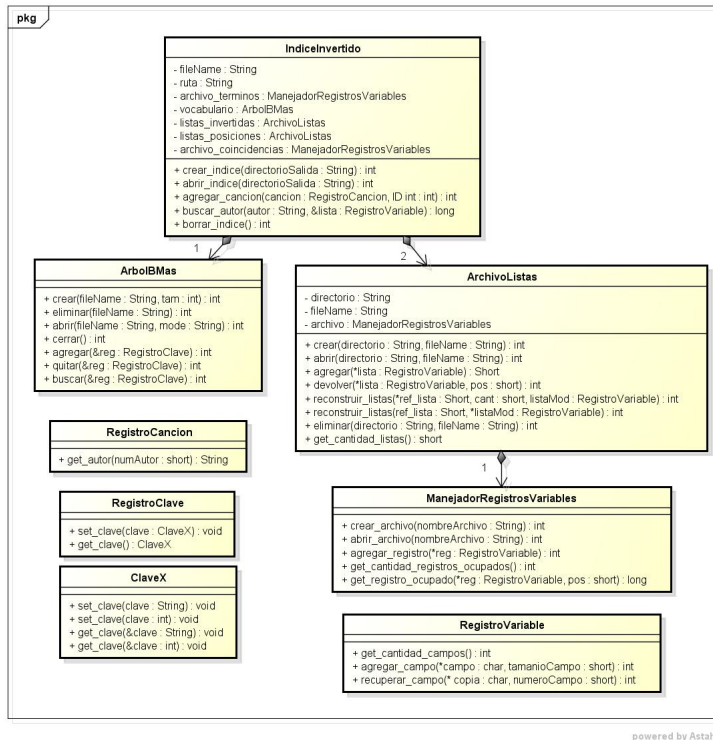 pkg
IndiceInvertido
- fileName : String
- ruta : String
- archivo_terminos : ManejadorRegistrosVariables
- vocabulario : ArbolBMas
- listas_invertidas : ArchivoListas
- listas_posiciones : ArchivoListas
- archivo_coincidencias : ManejadorRegistrosVariables
+ crear_indice(directorioSalida : String) : int
+ abrir_indice(directorioSalida : String) : int
+ agregar_cancion(cancion : RegistroCancion, ID int : int) : int
+ buscar_autor(autor : String, &lista : RegistroVariable) : long
+ borrar_indice() : int
1
2
ArbolBMas
+ crear(fileName : String, tam : int) : int
+ eliminar(fileName : String) : int
+ abrir(fileName : String, mode : String) : int
+ cerrar() : int
+ agregar(&reg : RegistroClave) : int
+ quitar(&reg : RegistroClave) : int
+ buscar(&reg : RegistroClave) : int
ArchivoListas
- directorio : String
- fileName : String
- archivo : ManejadorRegistrosVariables
+ crear(directorio : String, fileName : String) : int
+ abrir(directorio : String, fileName : String) : int
+ agregar(*lista : RegistroVariable) : Short
+ devolver(*lista : RegistroVariable, pos : short) : int
+ reconstruir_listas(*ref_lista : Short, cant : short, listaMod : RegistroVariable) : int
+ reconstruir_listas(ref_lista : Short, *listaMod : RegistroVariable) : int
+ eliminar(directorio : String, fileName : String) : int
+ get_cantidad_listas() : short
1
RegistroCancion
+ get_autor(numAutor : short) : String
RegistroClave
+ set_clave(clave : ClaveX) : void
+ get_clave() : ClaveX
ClaveX
+ set_clave(clave : String) : void
+ set_clave(clave : int) : void
+ get_clave(&clave : String) : void
+ get_clave(&clave : int) : void
ManejadorRegistrosVariables
+ crear_archivo(nombreArchivo : String) : int
+ abrir_archivo(nombreArchivo : String) : int
+ agregar_registro(*reg : RegistroVariable) : int
+ get_cantidad_registros_ocupados() : int
+ get_registro_ocupado(*reg : RegistroVariable, pos : short) : long
RegistroVariable
+ get_cantidad_campos() : int
+ agregar_campo(*campo : char, tamanioCampo : short) : int
+ recuperar_campo(* copia : char, numeroCampo : short) : int
powered by Astah